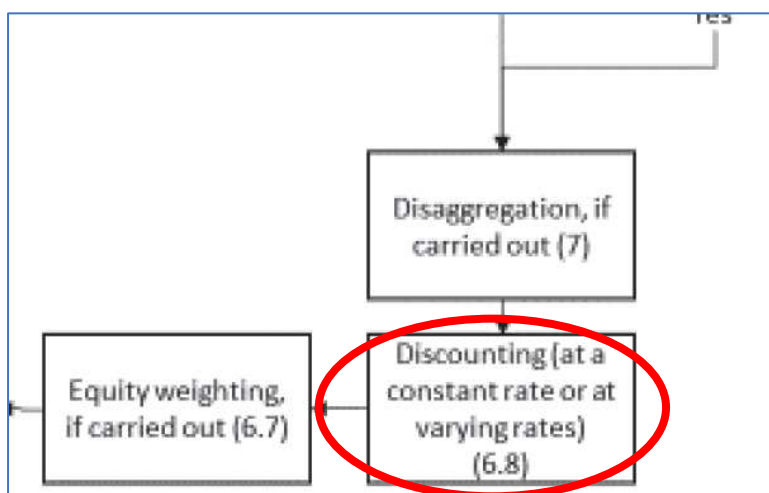 Yes
Disaggregation, if
carried out (7)
Discounting (at a
constant rate or at
varying rates)
(6.8)
Equity weighting,
if carried out (6.7)